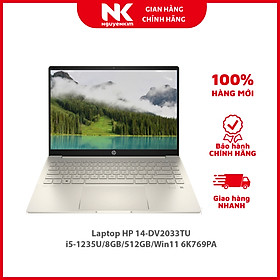 NK
NGUYENKIM
GIAN HÀNG
CHÍNH HÃNG
100%
HÀNG MỚI
Bảo hành
CHÍNH HÃNG
Giao hàng
NHANH
hp
Laptop HP 14-DV2033TU
i5-1235U/8GB/512GB/Win11 6K769PA